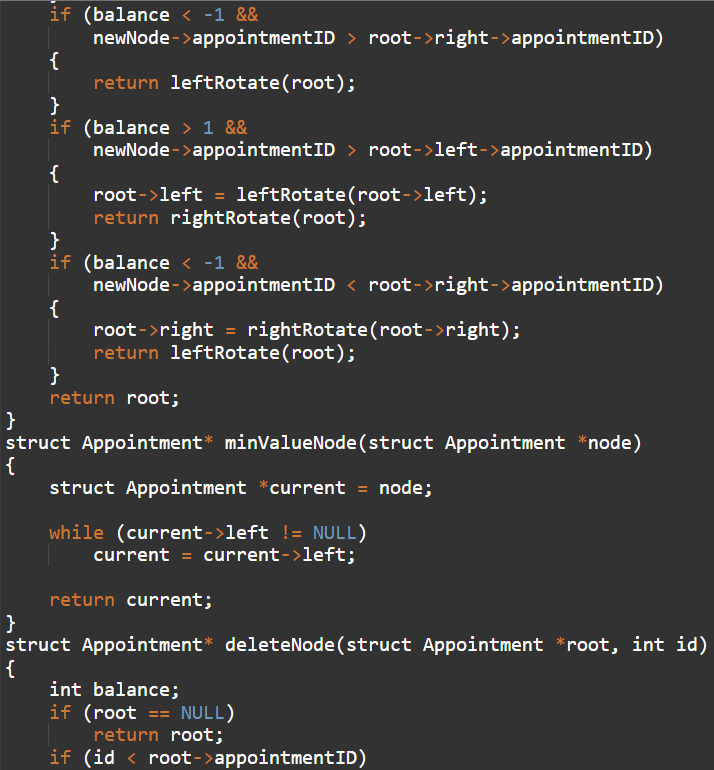 if (balance < -1 &&
newNode->appointmentID > root->right->appointmentID)
{
return leftRotate(root);
}
if (balance > 1 &&
newNode->appointmentID > root->left->appointmentID)
{
root->left = leftRotate(root->left);
return rightRotate(root);
}
if (balance < -1 &&
newNode->appointmentID < root->right->appointmentID)
{
root->right = rightRotate(root->right);
return leftRotate(root);
}
return root;
}
struct Appointment* minValueNode(struct Appointment *node)
{
struct Appointment *current = node;
while (current->left != NULL)
current = current->left;
return current;
}
struct Appointment* deleteNode(struct Appointment *root, int id)
{
int balance;
if (root == NULL)
return root;
if (id < root->appointmentID)